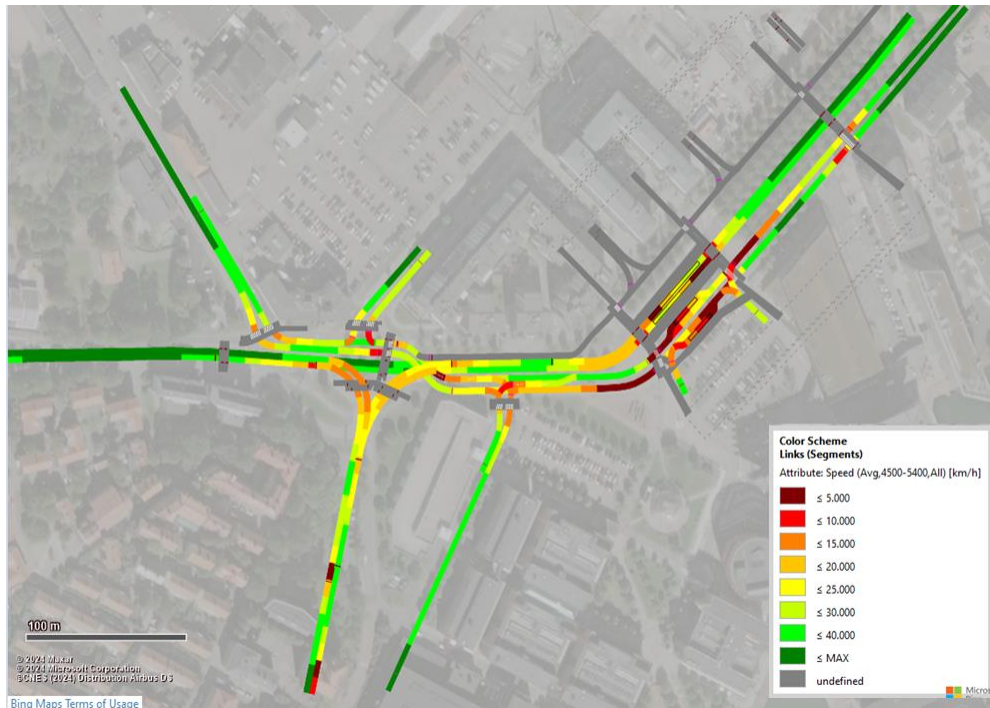 Color Scheme
Links (Segments)
Attribute: Speed (Avg,4500-5400,All) [km/h]
≤ 5.000
≤ 10.000
≤ 15.000
≤ 20.000
≤ 25.000
≤ 30.000
≤ 40.000
≤ MAX
undefined
100 m
© 2024 Maxar
© 2024 Microsoft Corporation
©CNES (2024) Distribution Airbus DS
Bing Maps Terms of Usage